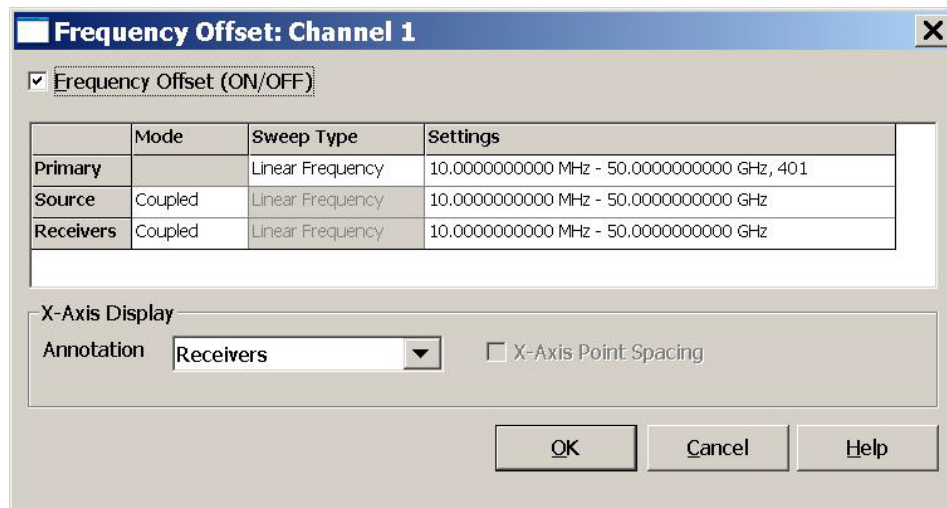 Frequency Offset: Channel 1
Frequency Offset (ON/OFF)
Mode Sweep Type Settings
Primary Linear Frequency 10.0000000000 MHz - 50.0000000000 GHz, 401
Source Coupled Linear Frequency 10.0000000000 MHz - 50.0000000000 GHz
Receivers Coupled Linear Frequency 10.0000000000 MHz - 50.0000000000 GHz
X-Axis Display
Annotation Receivers X-Axis Point Spacing
OK Cancel Help